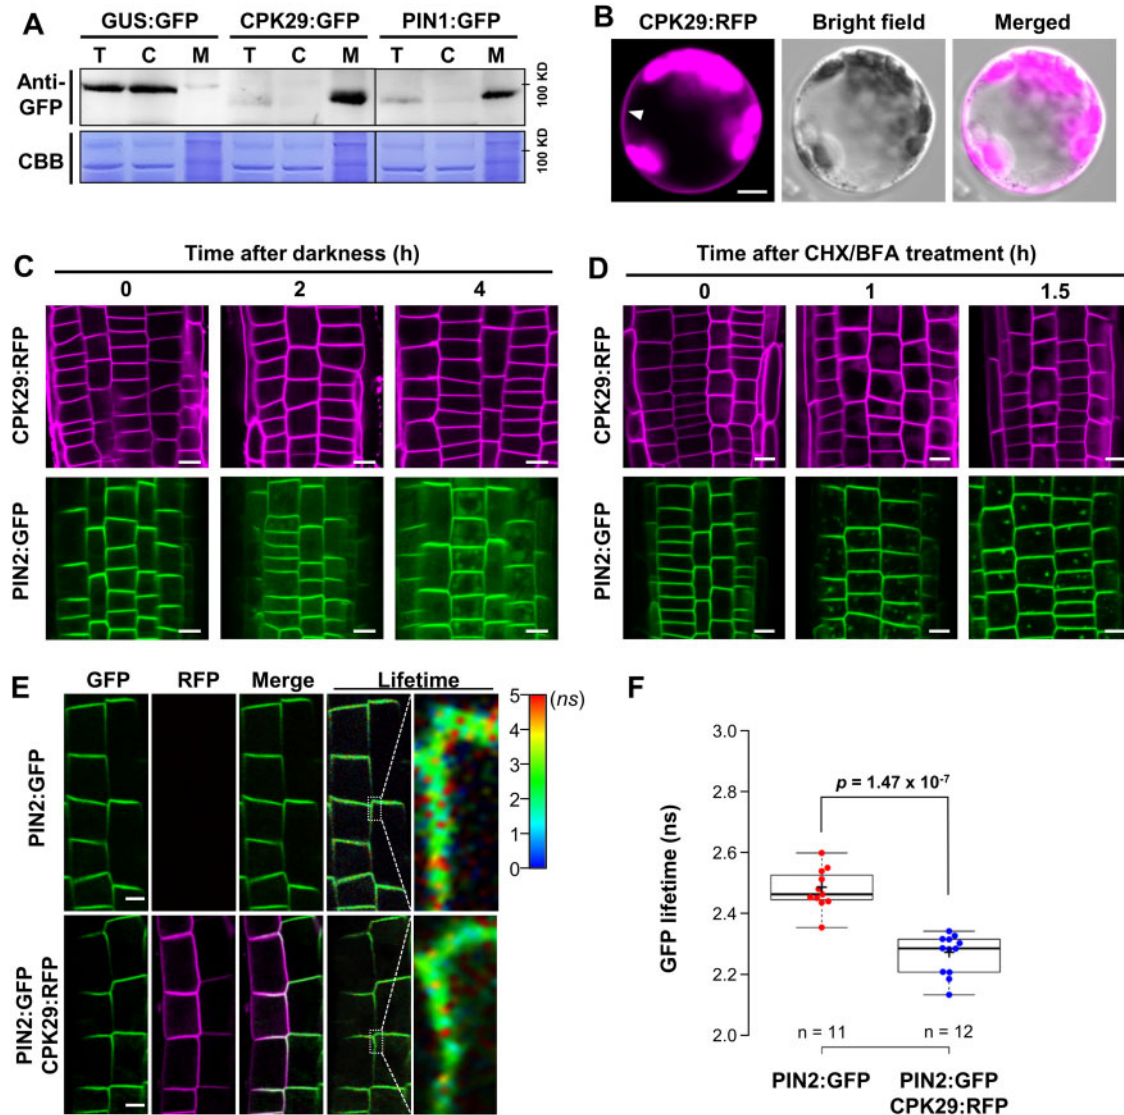 A
GUS:GFP CPK29:GFP PIN1:GFP
T C M T C M T C M
Anti-
GFP
100 KD
CBB
100 KD
B
CPK29:RFP Bright field Merged
C
Time after darkness (h)
0 2 4
CPK29:RFP
PIN2:GFP
D
Time after CHX/BFA treatment (h)
0 1 1.5
CPK29:RFP
PIN2:GFP
E
GFP RFP Merge Lifetime
5 (ns)
4
3
2
1
0
PIN2:GFP
PIN2:GFP
CPK29:RFP
F
GFP lifetime (ns)
3.0
2.8
2.6
2.4
2.2
2.0
p = 1.47 x 10-7
n = 11 n = 12
PIN2:GFP PIN2:GFP
CPK29:RFP